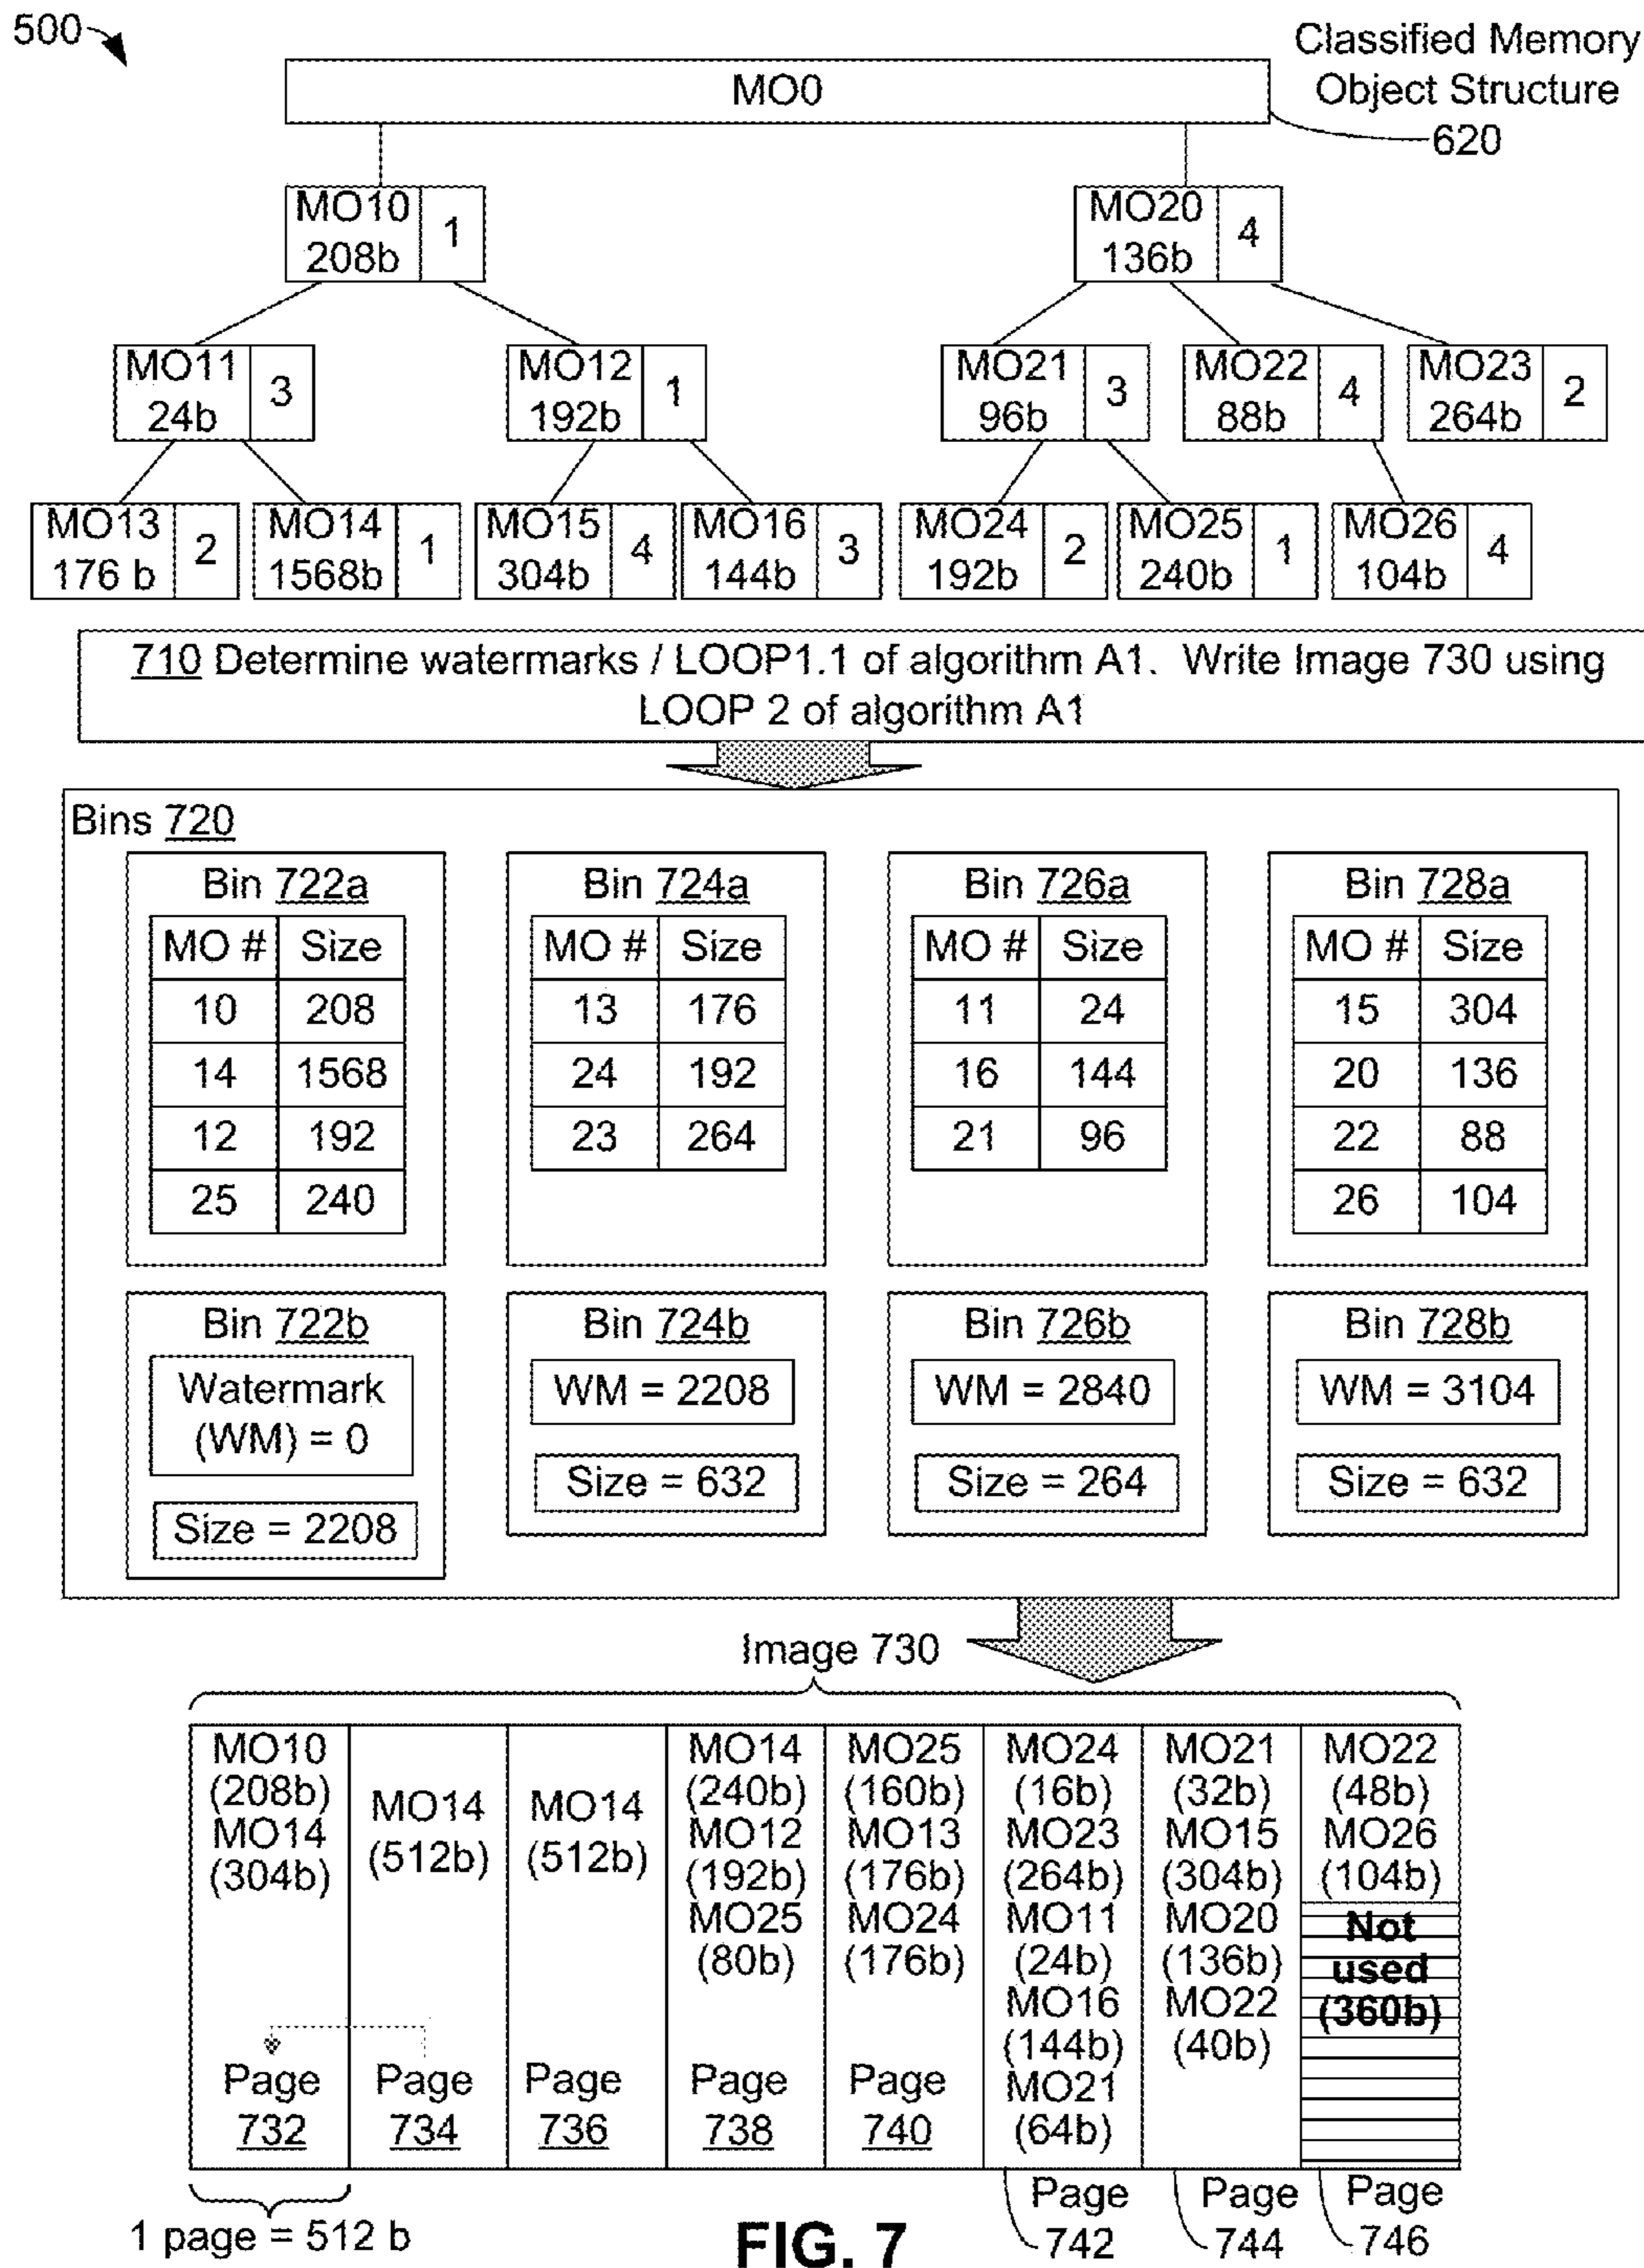 500
Classified Memory
Object Structure
620
MO0
MO10
208b
1
MO20
136b
4
MO11
24b
3
MO12
192b
1
MO21
96b
3
MO22
88b
4
MO23
264b
2
MO13
176 b
2
MO14
1568b
1
MO15
304b
4
MO16
144b
3
MO24
192b
2
MO25
240b
1
MO26
104b
4
710 Determine watermarks / LOOP1.1 of algorithm A1. Write Image 730 using
LOOP 2 of algorithm A1
Bins 720
Bin 722a
MO # Size
10 208
14 1568
12 192
25 240
Bin 724a
MO # Size
13 176
24 192
23 264
Bin 726a
MO # Size
11 24
16 144
21 96
Bin 728a
MO # Size
15 304
20 136
22 88
26 104
Bin 722b
Watermark
(WM) = 0
Size = 2208
Bin 724b
WM = 2208
Size = 632
Bin 726b
WM = 2840
Size = 264
Bin 728b
WM = 3104
Size = 632
Image 730
MO10
(208b)
MO14
(304b)
Page
732
MO14
(512b)
Page
734
MO14
(512b)
Page
736
MO14
(240b)
MO12
(192b)
MO25
(80b)
Page
738
MO25
(160b)
MO13
(176b)
MO24
(176b)
Page
740
MO24
(16b)
MO23
(264b)
MO11
(24b)
MO16
(144b)
MO21
(64b)
Page
742
MO21
(32b)
MO15
(304b)
MO20
(136b)
MO22
(40b)
Page
744
MO22
(48b)
MO26
(104b)
Not
used
(360b)
Page
746
1 page = 512 b
FIG. 7